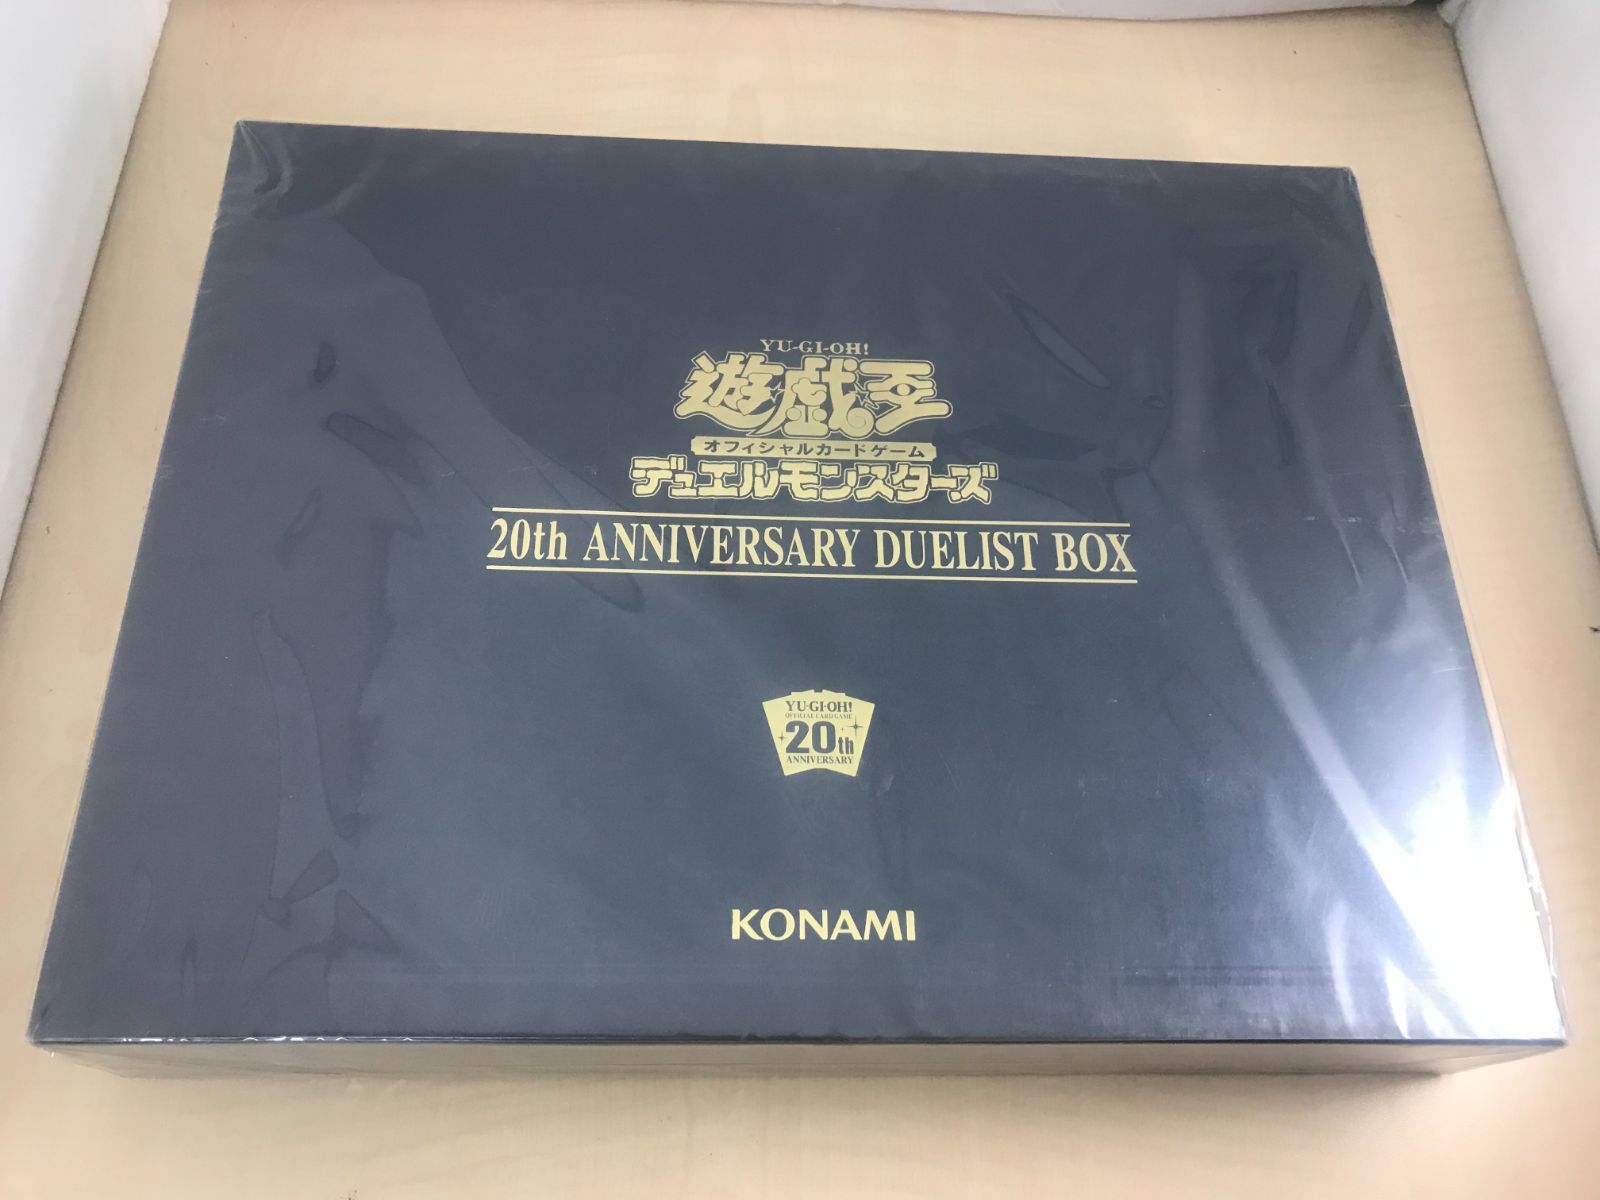 YU-GI-OH!
遊戯王
オフィシャルカードゲーム
デュエルモンスターズ
20th ANNIVERSARY DUELIST BOX
YU-GI-OH!
OFFICIAL CARD GAME
20th
ANNIVERSARY
KONAMI